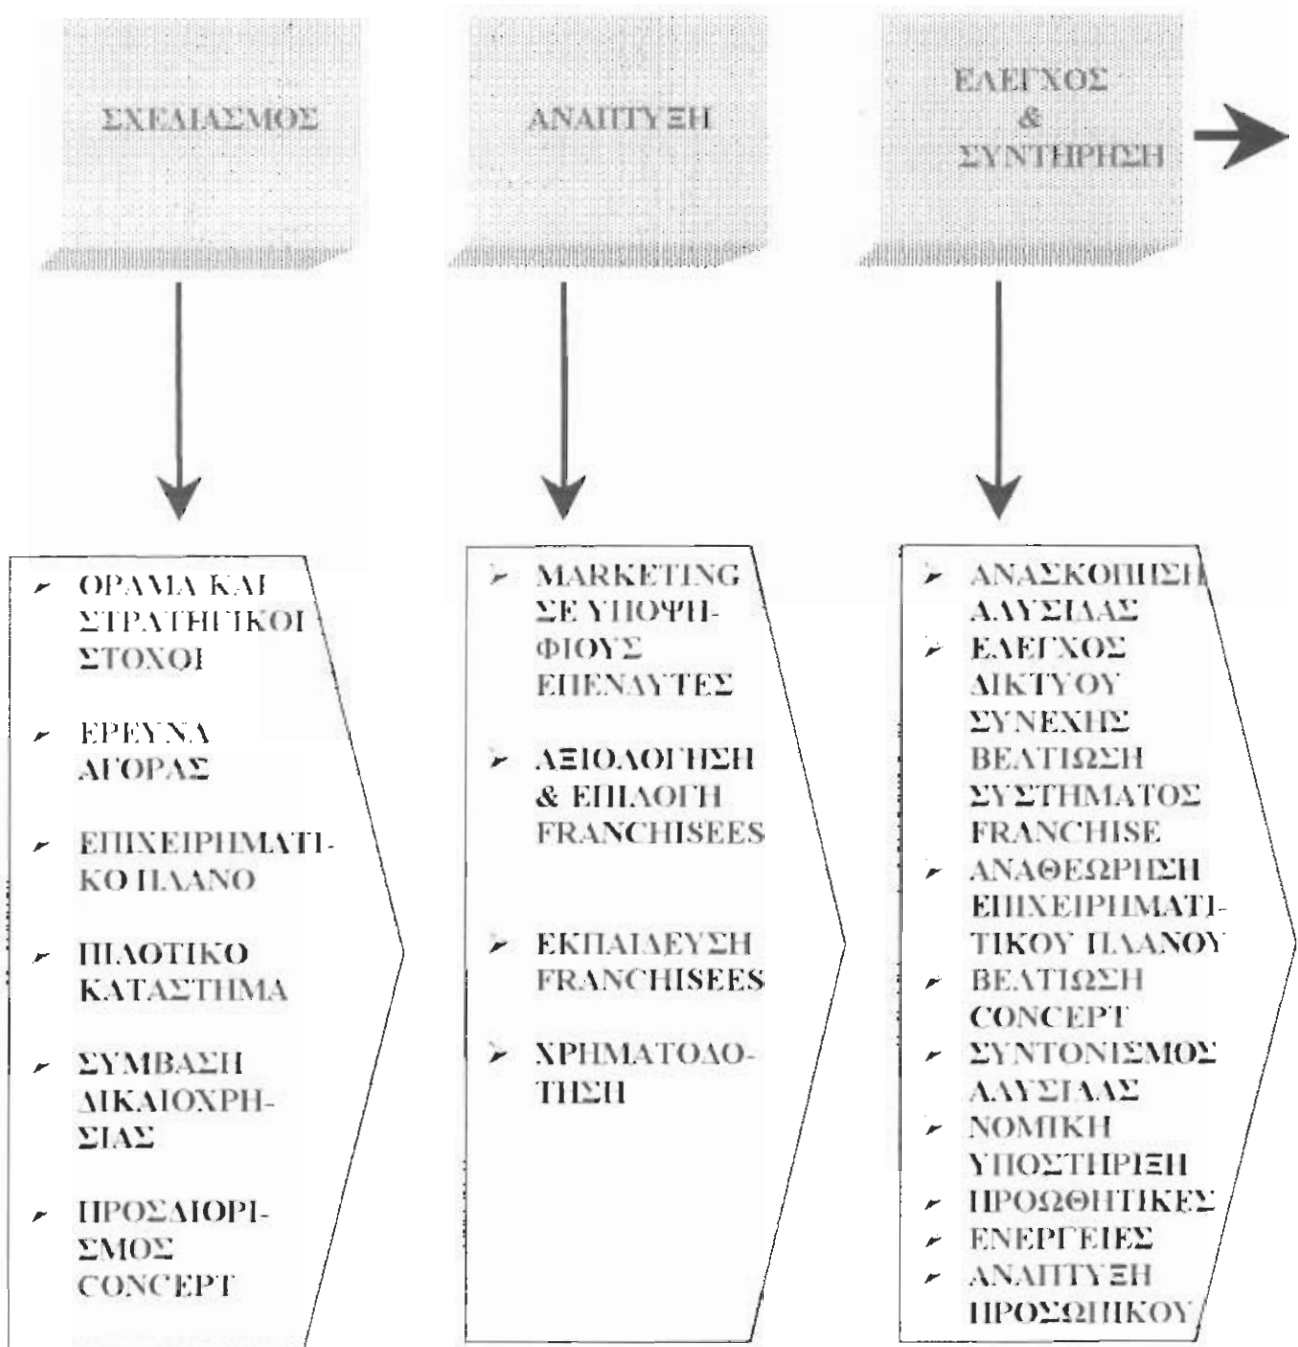 ΣΧΕΔΙΑΣΜΟΣ
ΑΝΑΠΤΥΞΗ
ΕΛΕΓΧΟΣ
&
ΣΥΝΤΗΡΗΣΗ
➢ ΟΡΑΜΑ ΚΑΙ
ΣΤΡΑΤΗΓΙΚΟΙ
ΣΤΟΧΟΙ
➢ ΕΡΕΥΝΑ
ΑΓΟΡΑΣ
➢ ΕΠΙΧΕΙΡΗΜΑΤΙ-
ΚΟ ΠΛΑΝΟ
➢ ΠΙΛΟΤΙΚΟ
ΚΑΤΑΣΤΗΜΑ
➢ ΣΥΜΒΑΣΗ
ΔΙΚΑΙΟΧΡΗ-
ΣΙΑΣ
➢ ΠΡΟΣΔΙΟΡΙ-
ΣΜΟΣ
CONCEPT
➢ MARKETING
ΣΕ ΥΠΟΨΗ-
ΦΙΟΥΣ
ΕΠΕΝΔΥΤΕΣ
➢ ΑΞΙΟΛΟΓΗΣΗ
& ΕΠΙΛΟΓΗ
FRANCHISEES
➢ ΕΚΠΑΙΔΕΥΣΗ
FRANCHISEES
➢ ΧΡΗΜΑΤΟΔΟ-
ΤΗΣΗ
➢ ΑΝΑΣΚΟΠΗΣΗ
ΑΛΥΣΙΔΑΣ
➢ ΕΛΕΓΧΟΣ
ΔΙΚΤΥΟΥ
ΣΥΝΕΧΗΣ
ΒΕΛΤΙΩΣΗ
ΣΥΣΤΗΜΑΤΟΣ
FRANCHISE
➢ ΑΝΑΘΕΩΡΗΣΗ
ΕΠΙΧΕΙΡΗΜΑΤΙ-
ΤΙΚΟΥ ΠΛΑΝΟΥ
➢ ΒΕΛΤΙΩΣΗ
CONCEPT
➢ ΣΥΝΤΟΝΙΣΜΟΣ
ΑΛΥΣΙΔΑΣ
➢ ΝΟΜΙΚΗ
ΥΠΟΣΤΗΡΙΞΗ
➢ ΠΡΟΩΘΗΤΙΚΕΣ
➢ ΕΝΕΡΓΕΙΕΣ
➢ ΑΝΑΠΤΥΞΗ
ΠΡΟΣΩΠΙΚΟΥ